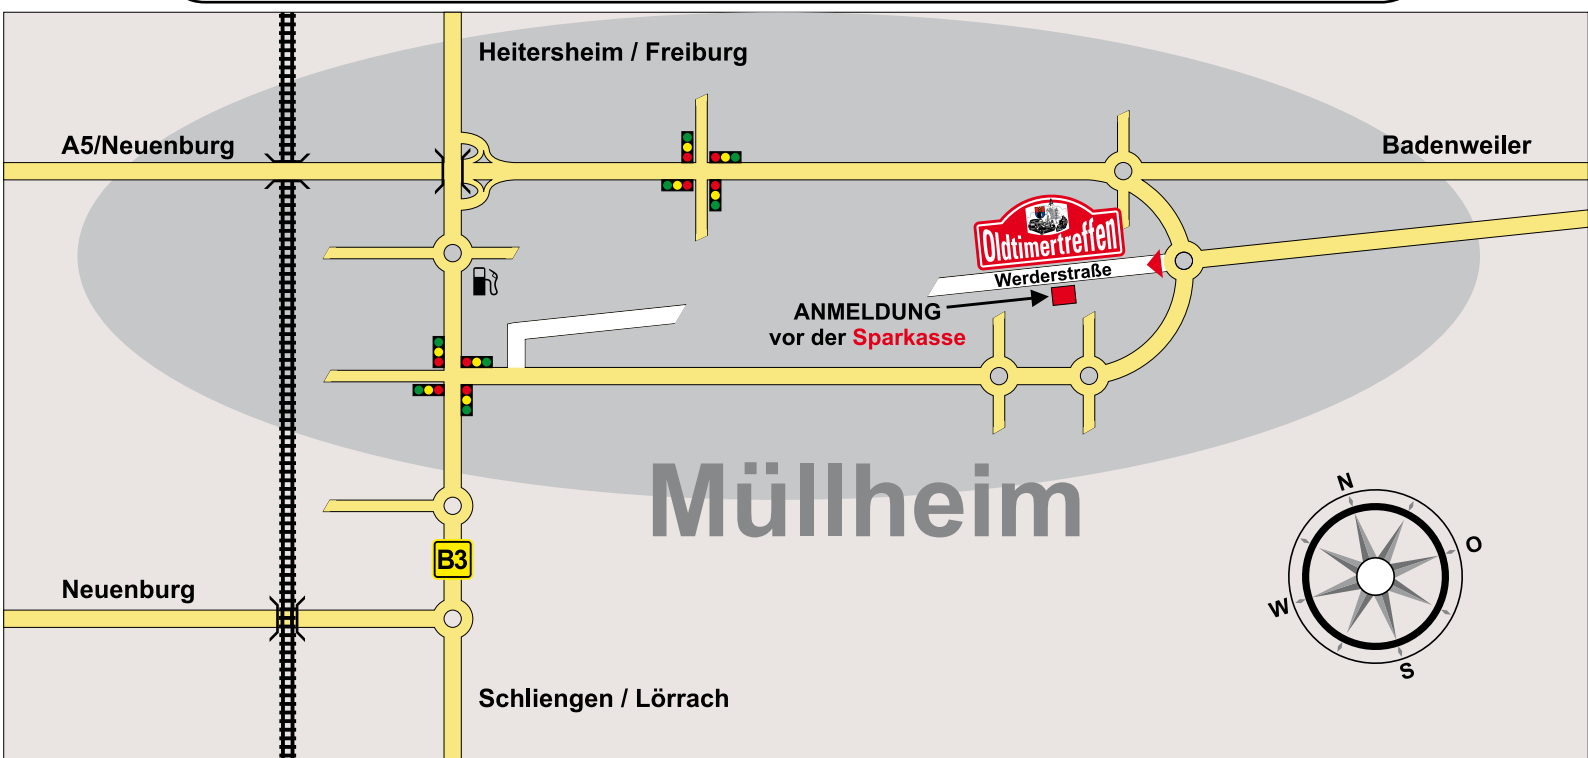 Heitersheim / Freiburg
A5/Neuenburg
Badenweiler
Oldtimertreffen
Werderstraße
ANMELDUNG
vor der Sparkasse
Müllheim
B3
Neuenburg
Schliengen / Lörrach
N
O
W
S